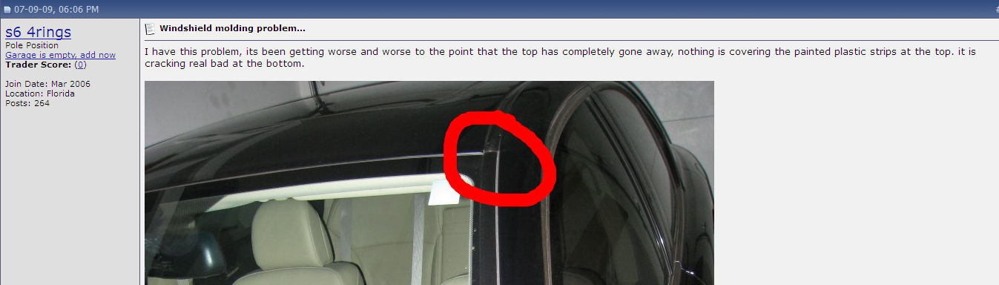 07-09-09, 06:06 PM
s6 4rings
Pole Position
Garage is empty, add now
Trader Score: (0)
Join Date: Mar 2006
Location: Florida
Posts: 264
Windshield molding problem...
I have this problem, its been getting worse and worse to the point that the top has completely gone away, nothing is covering the painted plastic strips at the top. it is
cracking real bad at the bottom.